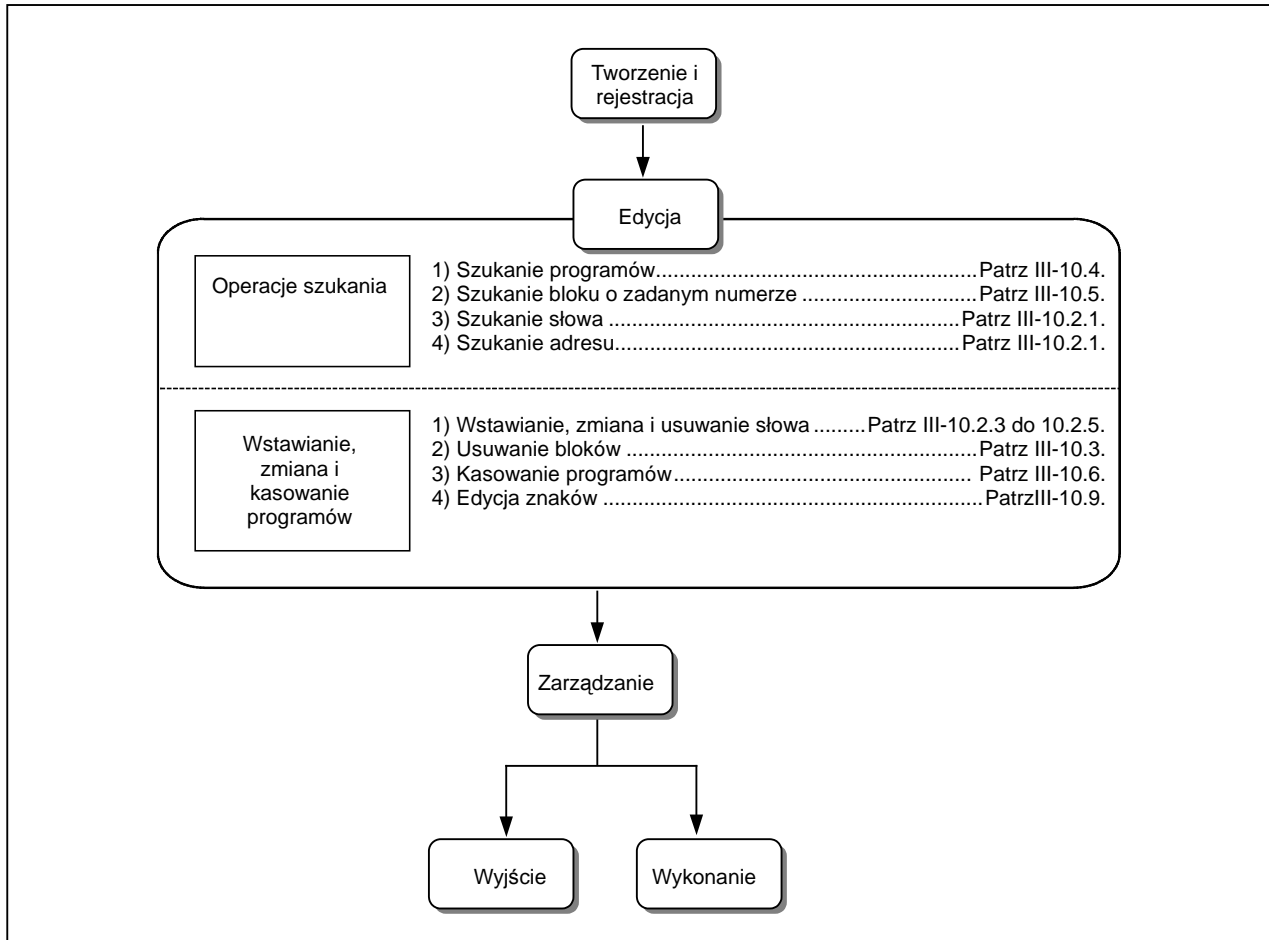 Tworzenie i
rejestracja
Edycja
Operacje szukania
1) Szukanie programów.....................................................Patrz III-10.4.
2) Szukanie bloku o zadanym numerze .............................Patrz III-10.5.
3) Szukanie słowa ...........................................................Patrz III-10.2.1.
4) Szukanie adresu..........................................................Patrz III-10.2.1.
Wstawianie,
zmiana i
kasowanie
programów
1) Wstawianie, zmiana i usuwanie słowa .........Patrz III-10.2.3 do 10.2.5.
2) Usuwanie bloków ..........................................................Patrz III-10.3.
3) Kasowanie programów.................................................. Patrz III-10.6.
4) Edycja znaków ................................................................PatrzIII-10.9.
Zarządzanie
Wyjście
Wykonanie